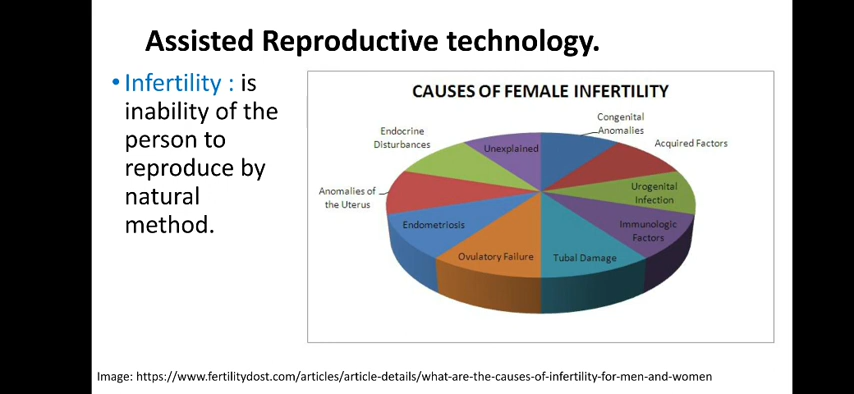 Assisted Reproductive technology.
• Infertility : is
inability of the
person to
reproduce by
natural
method.
CAUSES OF FEMALE INFERTILITY
Congenital
Anomalies
Acquired Factors
Urogenital
Infection
Immunologic
Factors
Tubal Damage
Ovulatory Failure
Endometriosis
Anomalies of
the Uterus
Endocrine
Disturbances
Unexplained
Image: https://www.fertilitydost.com/articles/article-details/what-are-the-causes-of-infertility-for-men-and-women